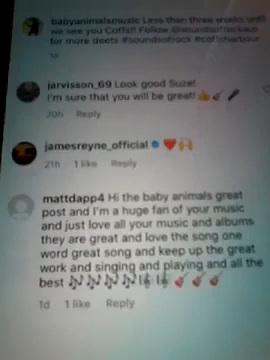 babyanimalsmusic Less than three weeks until
we see you Coffs!! Follow @soundsofrockaus
for more deets #soundsofrock #coffsharbour
1d
jarvisson_69 Look good Suze!
I'm sure that you will be great! 👍🎸🎤
20h Reply
jamesreyne_official ❤️🙌
21h 1 like Reply
mattdapp4 Hi the baby animals great
post and I'm a huge fan of your music
and just love all your music and albums
they are great and love the song one
word great song and keep up the great
work and singing and playing and all the
best 🎶🎶🎶🎶🎼🎼🎸🎸🎸
1d 1 like Reply